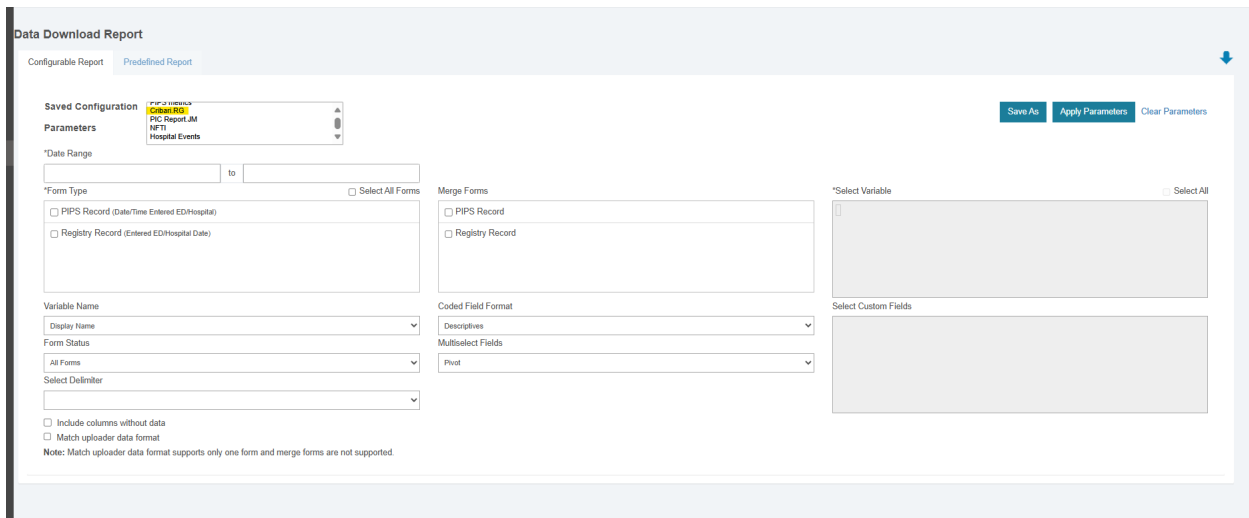 Data Download Report
Configurable Report Predefined Report
Saved Configuration Parameters
PIPS metrics
Cribari.RG
PIC Report.JM
NFTI
Hospital Events
Save As Apply Parameters Clear Parameters
*Date Range
to
*Form Type Select All Forms Merge Forms *Select Variable Select All
PIPS Record (Date/Time Entered ED/Hospital) PIPS Record
Registry Record (Entered ED/Hospital Date) Registry Record
Variable Name Coded Field Format Select Custom Fields
Display Name Descriptives
Form Status Multiselect Fields
All Forms Pivot
Select Delimiter
Include columns without data
Match uploader data format
Note: Match uploader data format supports only one form and merge forms are not supported.